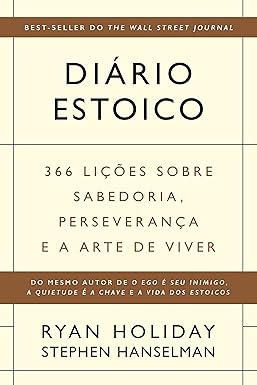 BEST-SELLER DO THE WALL STREET JOURNAL
DIÁRIO
ESTOICO
366 LIÇÕES SOBRE
SABEDORIA,
PERSEVERANÇA
E A ARTE DE VIVER
DO MESMO AUTOR DE O EGO É SEU INIMIGO,
A QUIETUDE É A CHAVE E A VIDA DOS ESTOICOS
RYAN HOLIDAY
STEPHEN HANSELMAN